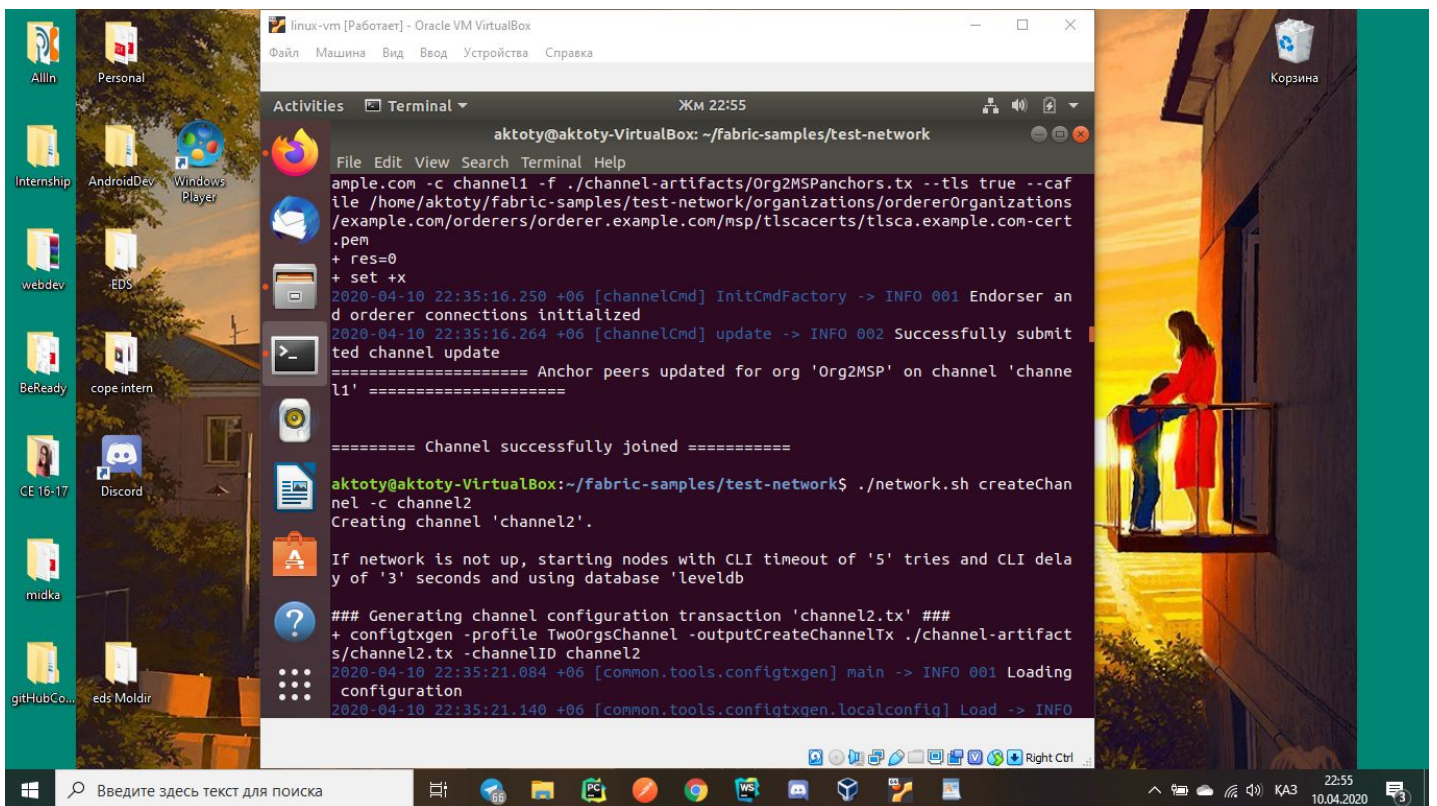 linux-vm [Работает] - Oracle VM VirtualBox
Файл Машина Вид Ввод Устройства Справка
Activities Terminal Жм 22:55
aktoty@aktoty-VirtualBox: ~/fabric-samples/test-network
File Edit View Search Terminal Help
ample.com -c channel1 -f ./channel-artifacts/Org2MSPanchors.tx --tls true --caf
ile /home/aktoty/fabric-samples/test-network/organizations/ordererOrganizations
/example.com/orderers/orderer.example.com/msp/tlscacerts/tlsca.example.com-cert
.pem
+ res=0
+ set +x
2020-04-10 22:35:16.250 +06 [channelCmd] InitCmdFactory -> INFO 001 Endorser an
d orderer connections initialized
2020-04-10 22:35:16.264 +06 [channelCmd] update -> INFO 002 Successfully submit
ted channel update
===================== Anchor peers updated for org 'Org2MSP' on channel 'channe
l1' =====================
========= Channel successfully joined ===========
aktoty@aktoty-VirtualBox:~/fabric-samples/test-network$ ./network.sh createChan
nel -c channel2
Creating channel 'channel2'.
If network is not up, starting nodes with CLI timeout of '5' tries and CLI dela
y of '3' seconds and using database 'leveldb
### Generating channel configuration transaction 'channel2.tx' ###
+ configtxgen -profile TwoOrgsChannel -outputCreateChannelTx ./channel-artifact
s/channel2.tx -channelID channel2
2020-04-10 22:35:21.084 +06 [common.tools.configtxgen] main -> INFO 001 Loading
configuration
2020-04-10 22:35:21.140 +06 [common.tools.configtxgen.localconfig] Load -> INFO
Right Ctrl
AllIn
Personal
Internship
AndroidDev
Windows Player
webdev
EDS
BeReady
cope intern
CE 16-17
Discord
midka
gitHubCo...
eds Moldir
Корзина
Введите здесь текст для поиска
66
PC
WS
64
КАЗ
22:55
10.04.2020
3